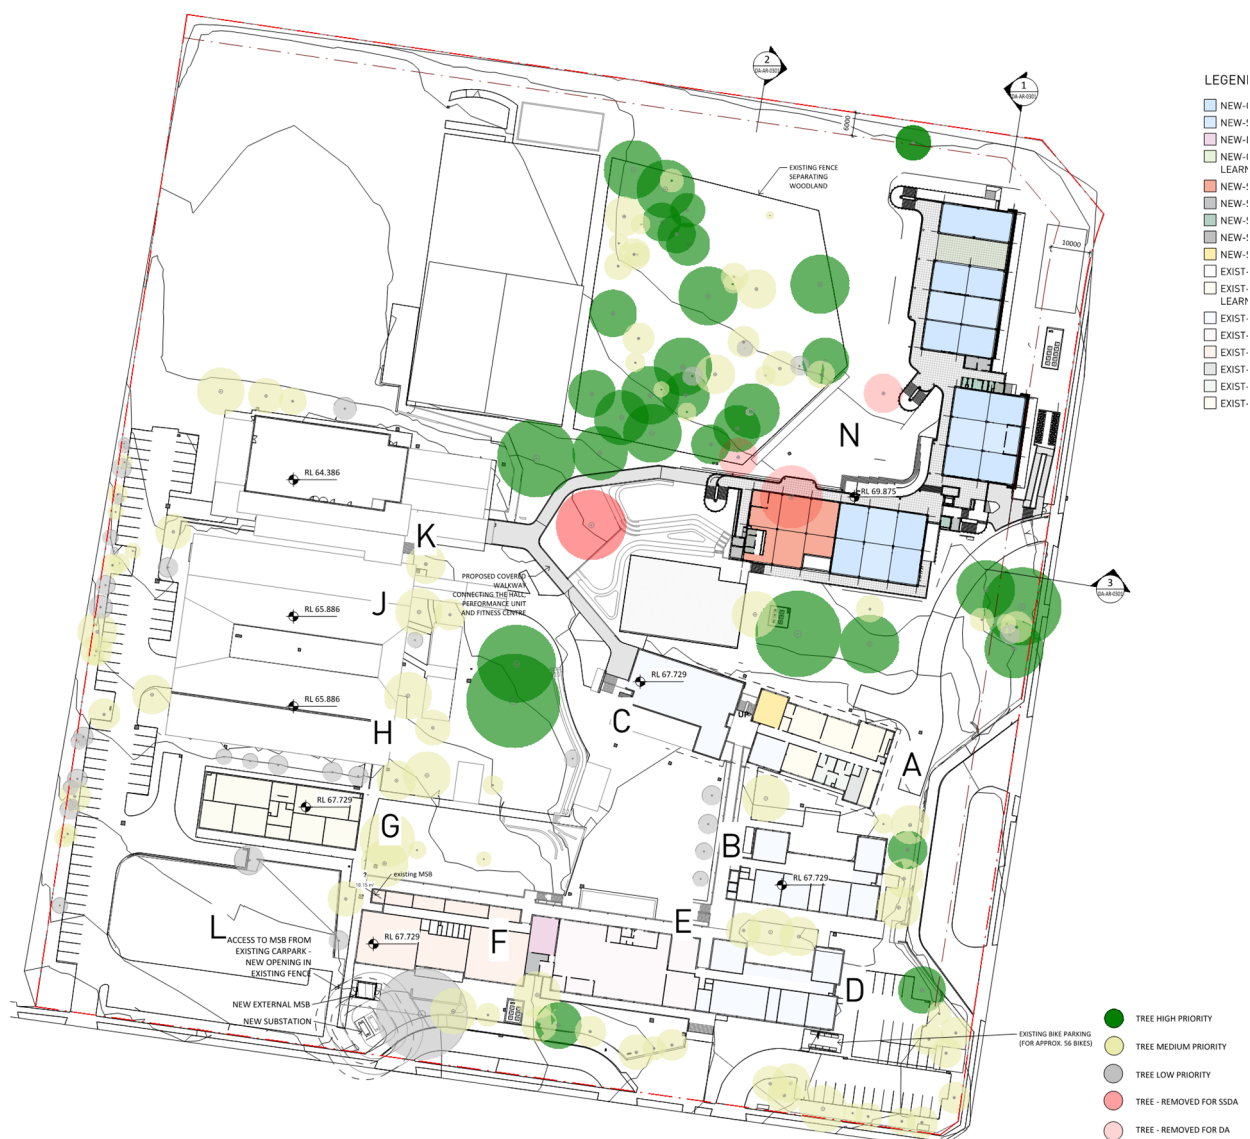 2
DA-AR-0301
1
DA-AR-0301
6000
10000
EXISTING FENCE
SEPARATING
WOODLAND
N
RL 64.386
RL 69.875
K
PROPOSED COVERED
WALKWAY
CONNECTING THE HALL,
PERFORMANCE UNIT
AND FITNESS CENTRE
J
RL 65.886
3
DA-AR-0301
RL 65.886
RL 67.729
H
C
UP
A
RL 67.729
G
B
existing MSB
RL 67.729
L
ACCESS TO MSB FROM
EXISTING CARPARK -
NEW OPENING IN
EXISTING FENCE
RL 67.729
F
E
D
NEW EXTERNAL MSB
NEW SUBSTATION
EXISTING BIKE PARKING
(FOR APPROX. 56 BIKES)
NEW-
NEW-
NEW-
NEW-
LEARN
NEW-
NEW-
NEW-
NEW-
NEW-
EXIST-
EXIST-
LEARN
EXIST-
EXIST-
EXIST-
EXIST-
EXIST-
EXIST-
TREE HIGH PRIORITY
TREE MEDIUM PRIORITY
TREE LOW PRIORITY
TREE - REMOVED FOR SSDA
TREE - REMOVED FOR DA